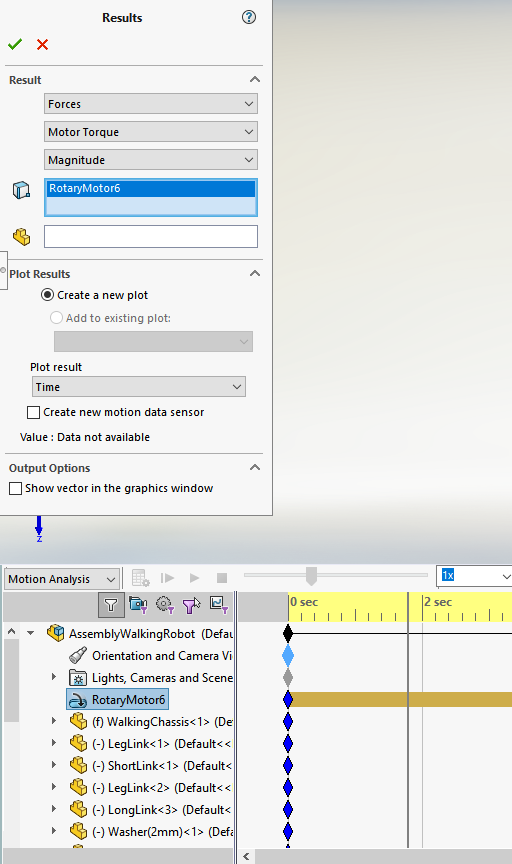 Results
?
Result
Forces
Motor Torque
Magnitude
RotaryMotor6
Plot Results
Create a new plot
Add to existing plot:
Plot result
Time
Create new motion data sensor
Value : Data not available
Output Options
Show vector in the graphics window
z
Motion Analysis
1x
0 sec
2 sec
AssemblyWalkingRobot (Defau
Orientation and Camera Vi
Lights, Cameras and Scene
RotaryMotor6
(f) WalkingChassis<1> (De
(-) LegLink<1> (Default<<
(-) ShortLink<1> (Default<
(-) LegLink<2> (Default<<
(-) LongLink<3> (Default<
(-) Washer(2mm)<1> (Defa